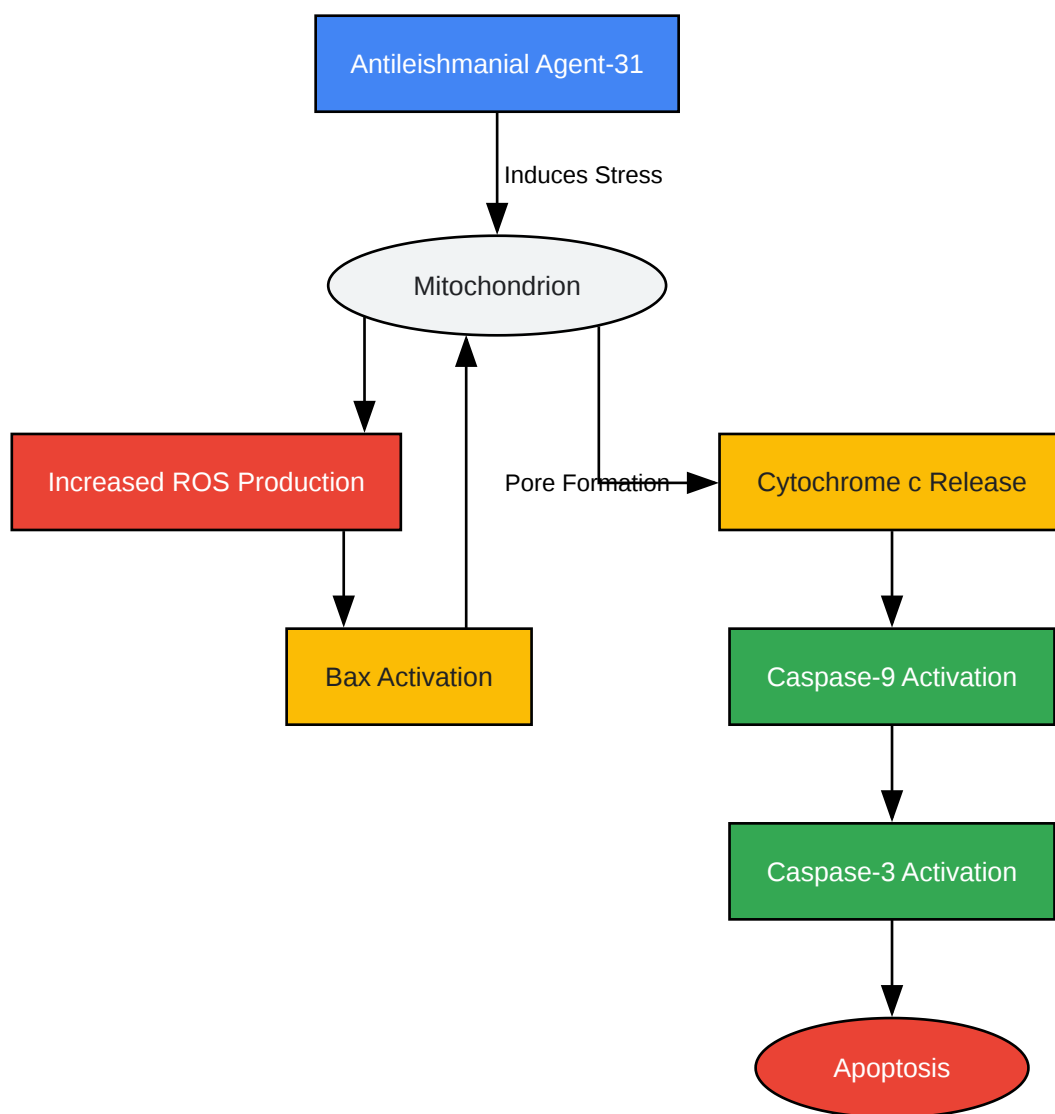 Antileishmanial Agent-31
Induces Stress
Mitochondrion
Increased ROS Production
Pore Formation
Cytochrome c Release
Bax Activation
Caspase-9 Activation
Caspase-3 Activation
Apoptosis